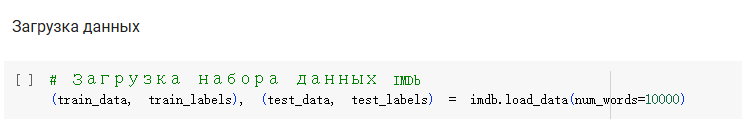 Загрузка данных
[ ] # Загрузка набора данных IMDb
(train_data, train_labels), (test_data, test_labels) = imdb.load_data(num_words=10000)